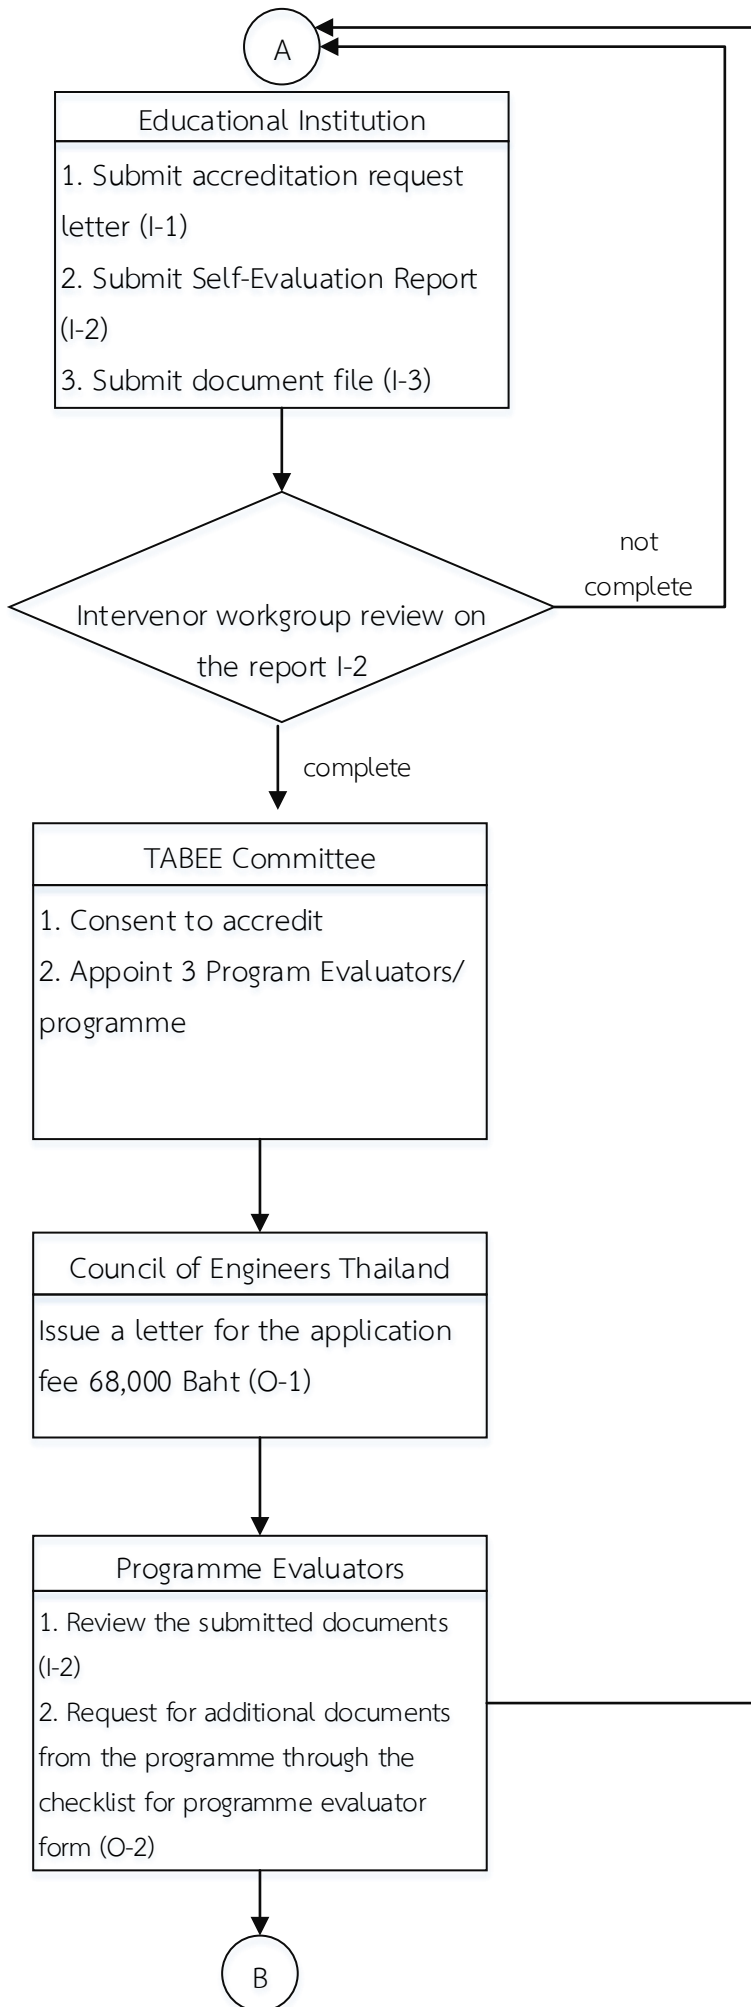 A
Educational Institution
1. Submit accreditation request
letter (I-1)
2. Submit Self-Evaluation Report
(I-2)
3. Submit document file (I-3)
not
complete
Intervenor workgroup review on
the report I-2
complete
TABEE Committee
1. Consent to accredit
2. Appoint 3 Program Evaluators/
programme
Council of Engineers Thailand
Issue a letter for the application
fee 68,000 Baht (O-1)
Programme Evaluators
1. Review the submitted documents
(I-2)
2. Request for additional documents
from the programme through the
checklist for programme evaluator
form (O-2)
B